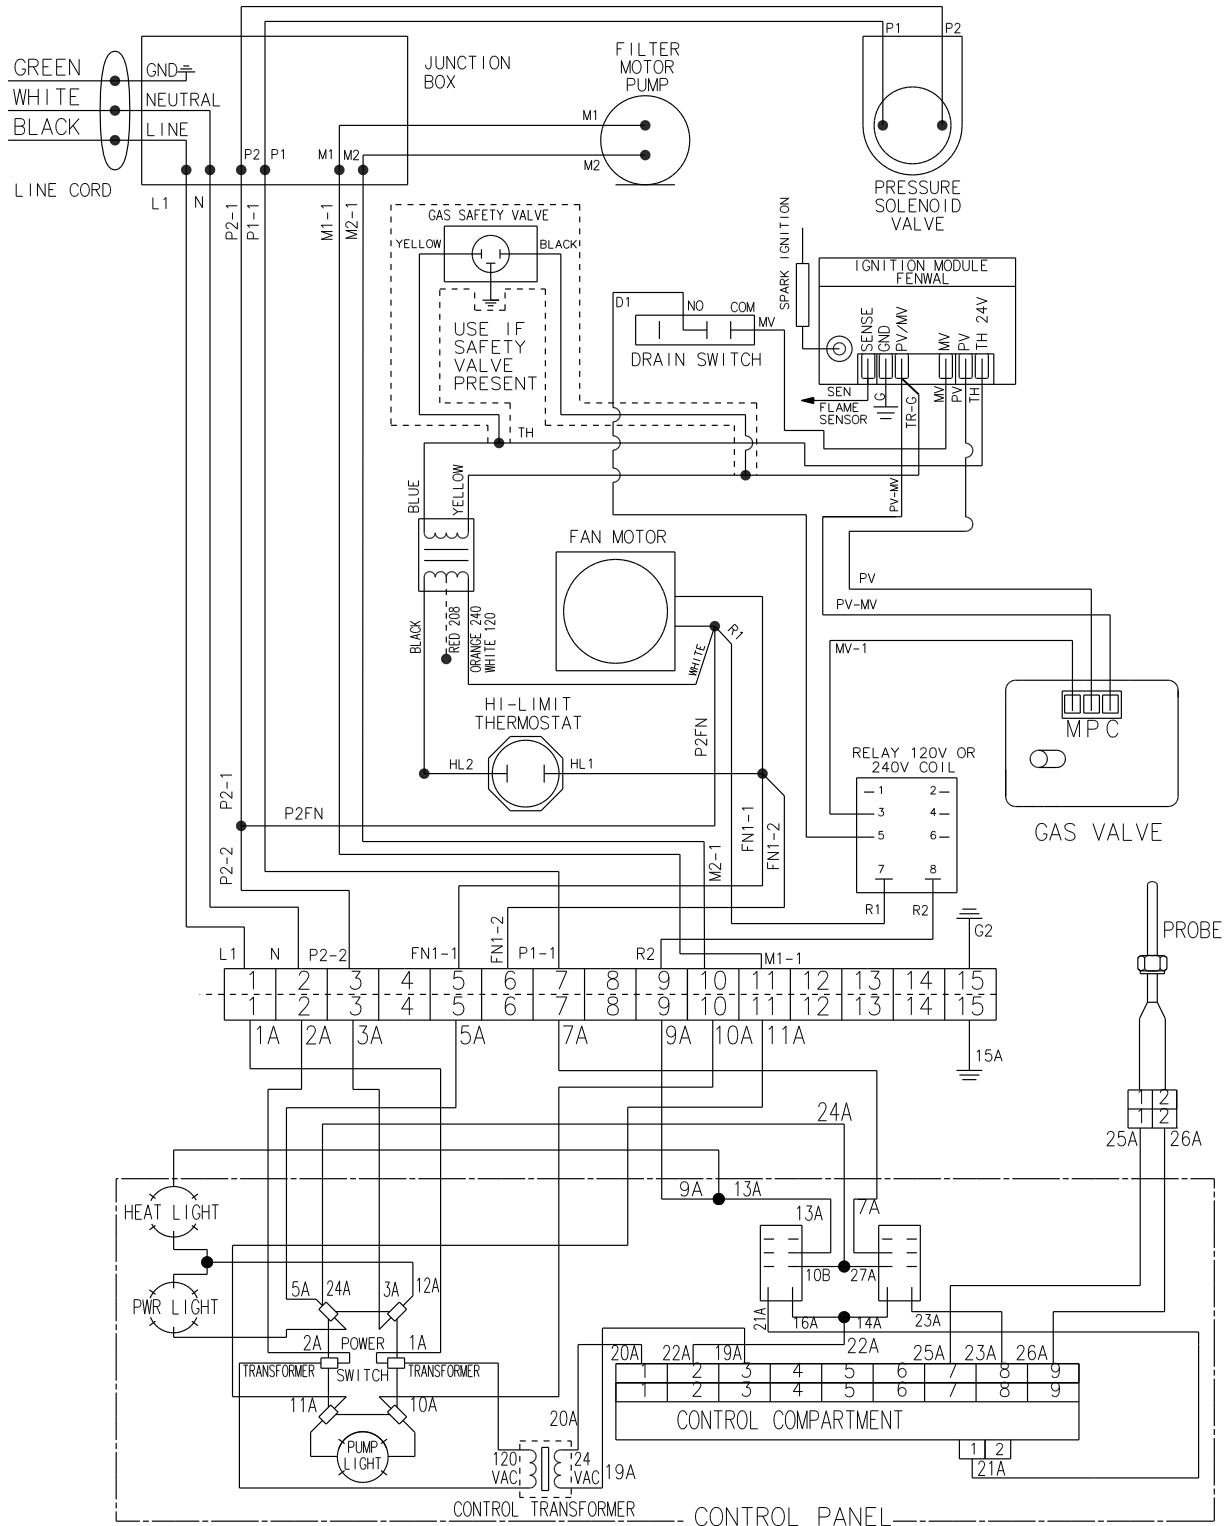 P1
P2
GREEN
WHITE
BLACK
GND
NEUTRAL
LINE
JUNCTION
BOX
FILTER
MOTOR
PUMP
M1
M2
P2
P1
M1
M2
LINE CORD
L1
N
P2-1
P1-1
M1-1
M2-1
PRESSURE
SOLENOID
VALVE
GAS SAFETY VALVE
YELLOW
BLACK
USE IF
SAFETY
VALVE
PRESENT
SPARK IGNITION
IGNITION MODULE
FENWAL
SENSE
GND
PV/MV
MV
PV
TH 24V
D1
NO
COM
MV
DRAIN SWITCH
SEN
FLAME
SENSOR
G
TR-G
MV
PV
TH
TH
BLUE
YELLOW
PV-MV
FAN MOTOR
PV
PV-MV
MV-1
BLACK
RED 208
ORANGE 240
WHITE 120
WHITE
R1
HI-LIMIT
THERMOSTAT
HL2
HL1
P2FN
MPC
GAS VALVE
RELAY 120V OR
240V COIL
1
2
3
4
5
6
7
8
R1
R2
P2-1
P2FN
P2-2
FN1-1
FN1-2
M2-1
PROBE
G2
L1
N
P2-2
FN1-1
FN1-2
P1-1
R2
M1-1
1 2 3 4 5 6 7 8 9 10 11 12 13 14 15
1 2 3 4 5 6 7 8 9 10 11 12 13 14 15
1A
2A
3A
5A
7A
9A
10A
11A
15A
1 2
1 2
25A
26A
24A
9A
13A
13A
7A
HEAT LIGHT
PWR LIGHT
5A
24A
3A
12A
10B
27A
21A
16A
14A
23A
22A
2A
POWER
SWITCH
1A
TRANSFORMER
TRANSFORMER
11A
10A
PUMP
LIGHT
20A
22A
19A
25A
23A
26A
1 2 3 4 5 6 7 8 9
1 2 3 4 5 6 7 8 9
CONTROL COMPARTMENT
1 2
21A
20A
120
VAC
24
VAC
19A
CONTROL TRANSFORMER
CONTROL PANEL